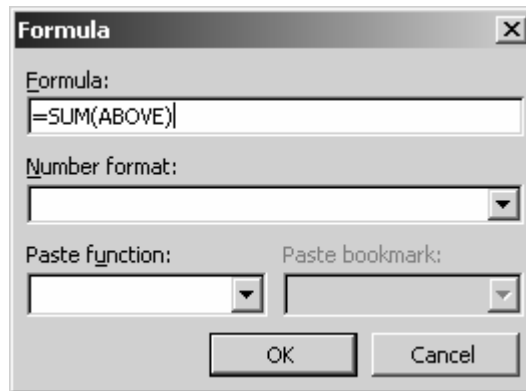 Formula
Formula:
=SUM(ABOVE)
Number format:
Paste function: Paste bookmark:
OK Cancel